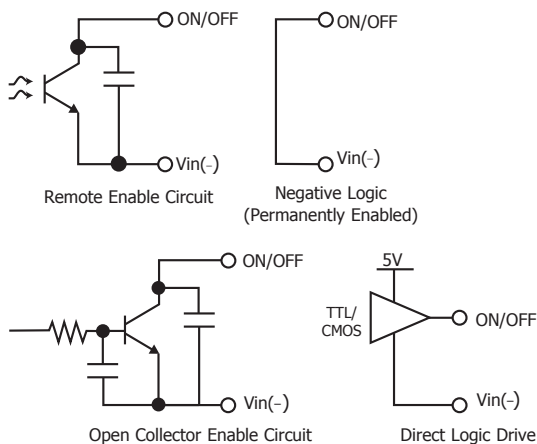 ON/OFF
Vin(–)
Remote Enable Circuit
ON/OFF
Vin(–)
Negative Logic
(Permanently Enabled)
ON/OFF
Vin(–)
Open Collector Enable Circuit
5V
TTL/
CMOS
ON/OFF
Vin(–)
Direct Logic Drive